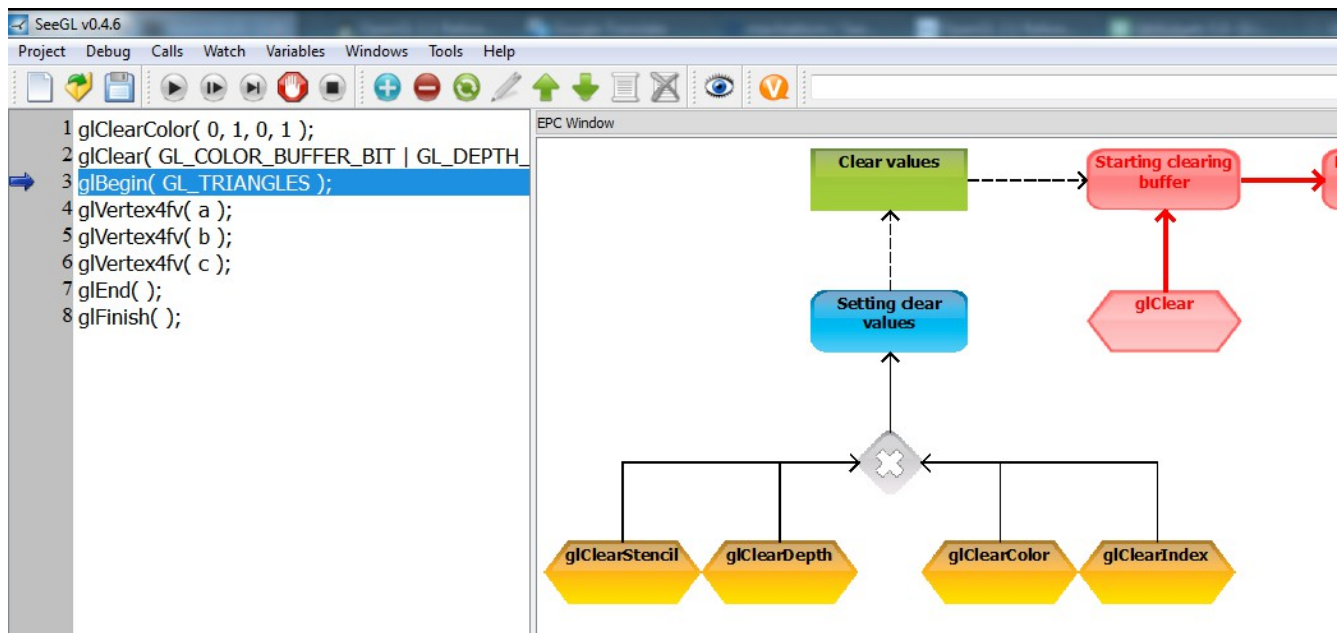 SeeGL v0.4.6
Project Debug Calls Watch Variables Windows Tools Help
V
EPC Window
1 glClearColor( 0, 1, 0, 1 );
2 glClear( GL_COLOR_BUFFER_BIT | GL_DEPTH_
3 glBegin( GL_TRIANGLES );
4 glVertex4fv( a );
5 glVertex4fv( b );
6 glVertex4fv( c );
7 glEnd( );
8 glFinish( );
Clear values
Starting clearing
buffer
Setting clear
values
glClear
glClearStencil
glClearDepth
glClearColor
glClearIndex